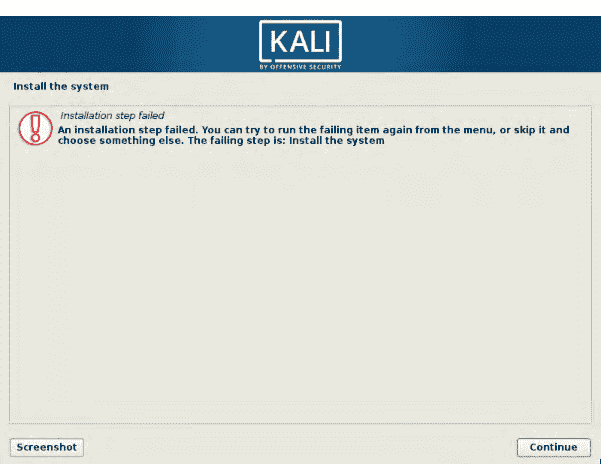 KALI
BY OFFENSIVE SECURITY
Install the system
Installation step failed
An installation step failed. You can try to run the failing item again from the menu, or skip it and
choose something else. The failing step is: Install the system
Screenshot
Continue